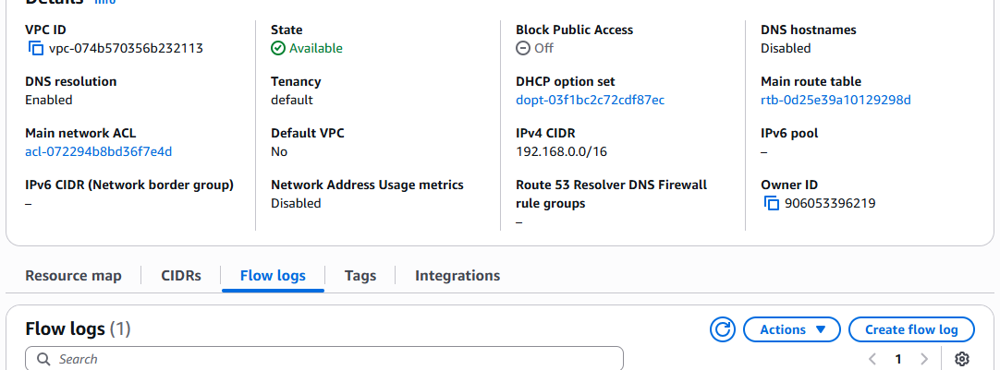 Details Info
VPC ID
vpc-074b570356b232113
State
Available
Block Public Access
Off
DNS hostnames
Disabled
DNS resolution
Enabled
Tenancy
default
DHCP option set
dopt-03f1bc2c72cdf87ec
Main route table
rtb-0d25e39a10129298d
Main network ACL
acl-072294b8bd36f7e4d
Default VPC
No
IPv4 CIDR
192.168.0.0/16
IPv6 pool
–
IPv6 CIDR (Network border group)
–
Network Address Usage metrics
Disabled
Route 53 Resolver DNS Firewall
rule groups
–
Owner ID
906053396219
Resource map
CIDRs
Flow logs
Tags
Integrations
Flow logs (1)
Actions
Create flow log
Search
1